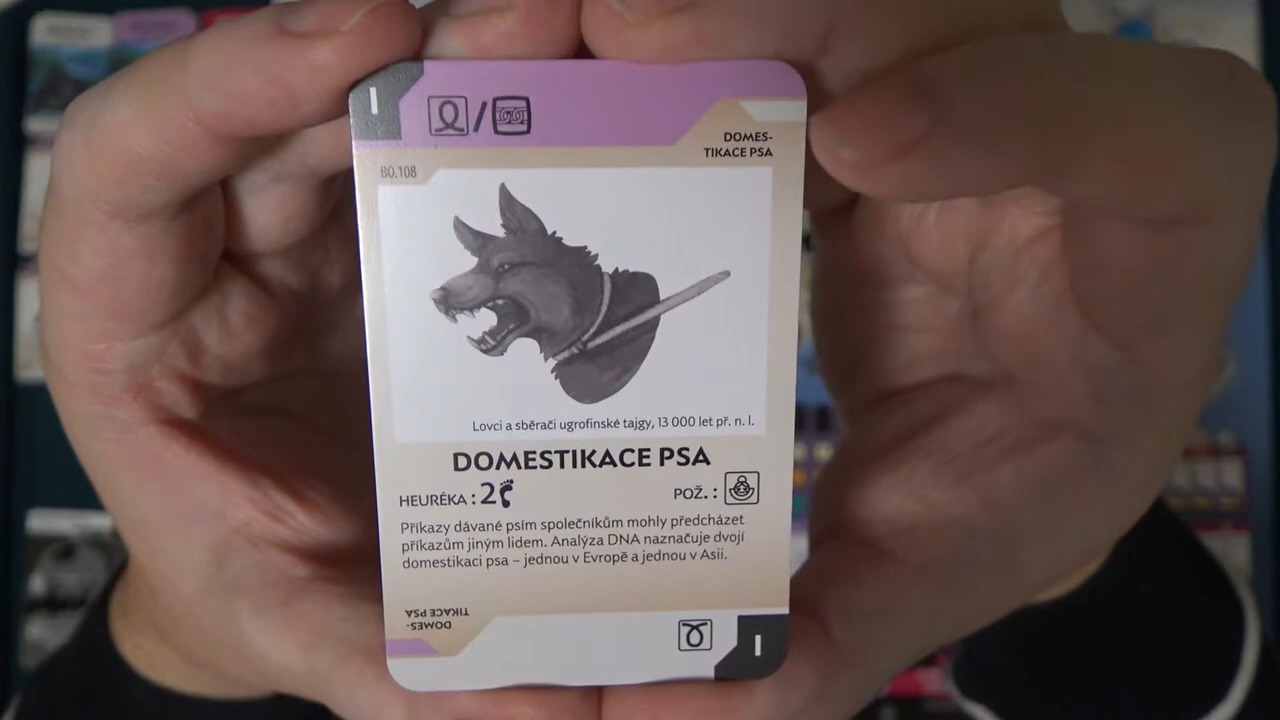 I
/
DOMES-
TIKACE PSA
BO.108
Lovci a sběrači ugrofinské tajgy, 13 000 let př. n. l.
DOMESTIKACE PSA
HEURÉKA : 2
POŽ. :
Příkazy dávané psím společníkům mohly předcházet
příkazům jiným lidem. Analýza DNA naznačuje dvojí
domestikaci psa – jednou v Evropě a jednou v Asii.
DOMES-
TIKACE PSA
I